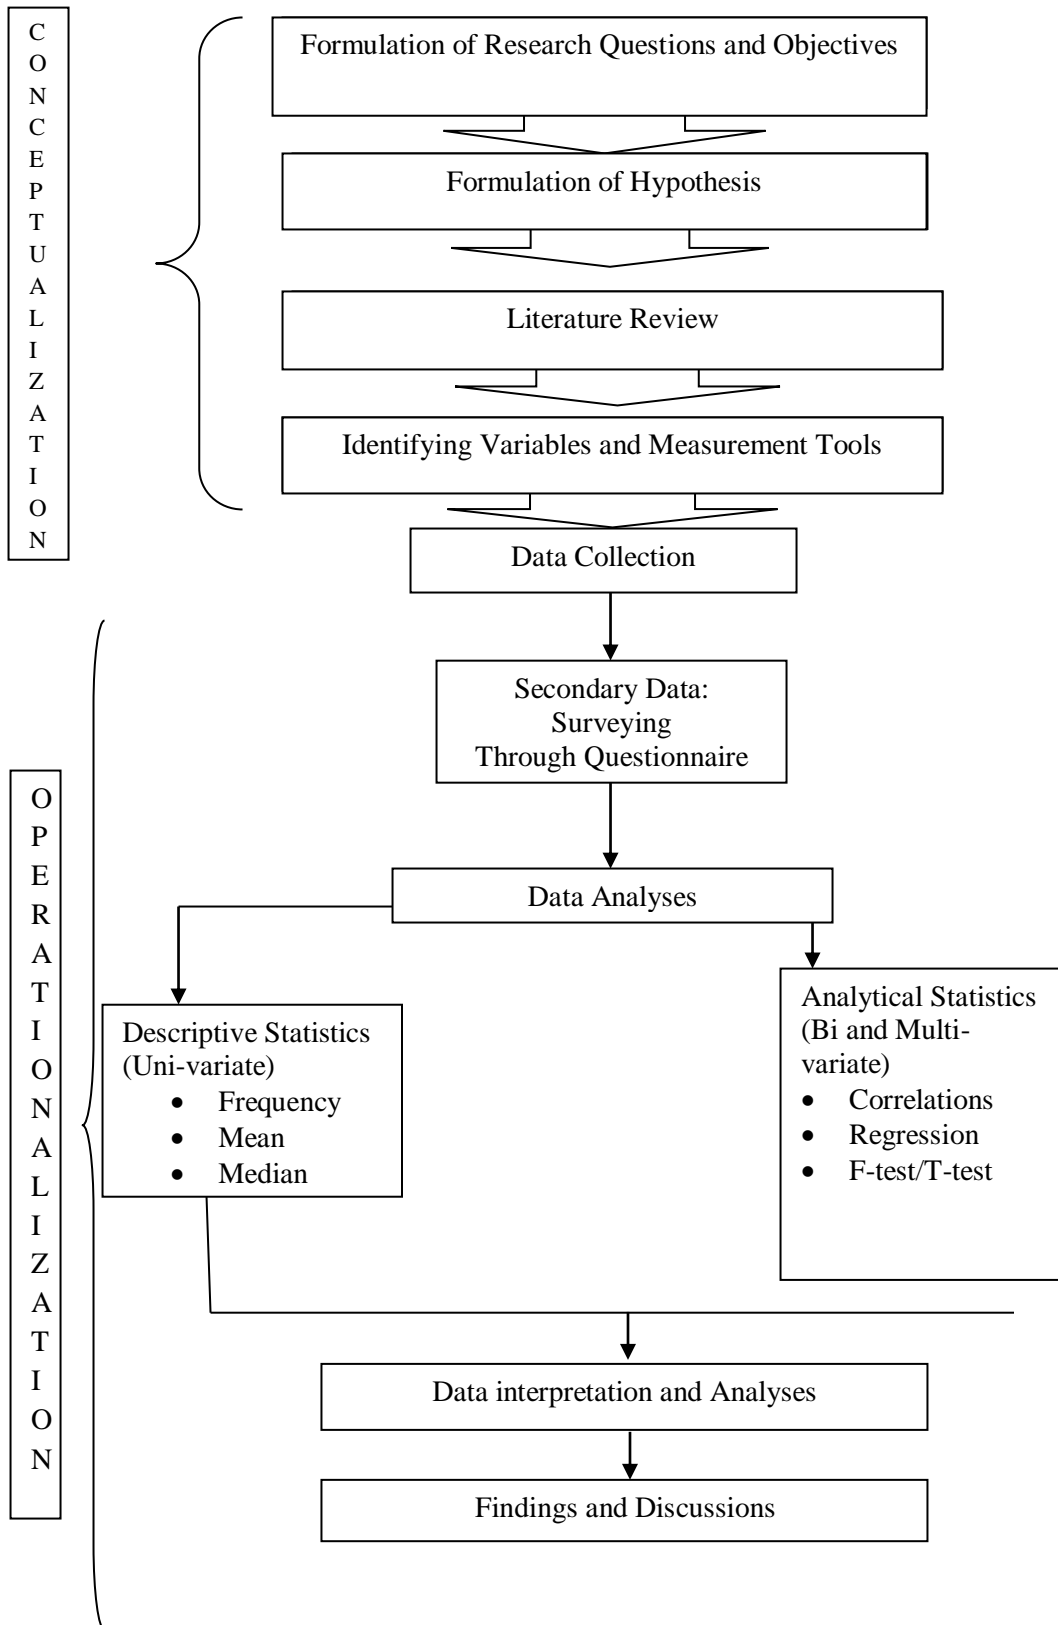 CONCEPTUALIZATION
Formulation of Research Questions and Objectives
Formulation of Hypothesis
Literature Review
Identifying Variables and Measurement Tools
Data Collection
OPERATIONALIZATION
Secondary Data:
Surveying
Through Questionnaire
Data Analyses
Descriptive Statistics
(Uni-variate)
• Frequency
• Mean
• Median
Analytical Statistics
(Bi and Multi-
variate)
• Correlations
• Regression
• F-test/T-test
Data interpretation and Analyses
Findings and Discussions